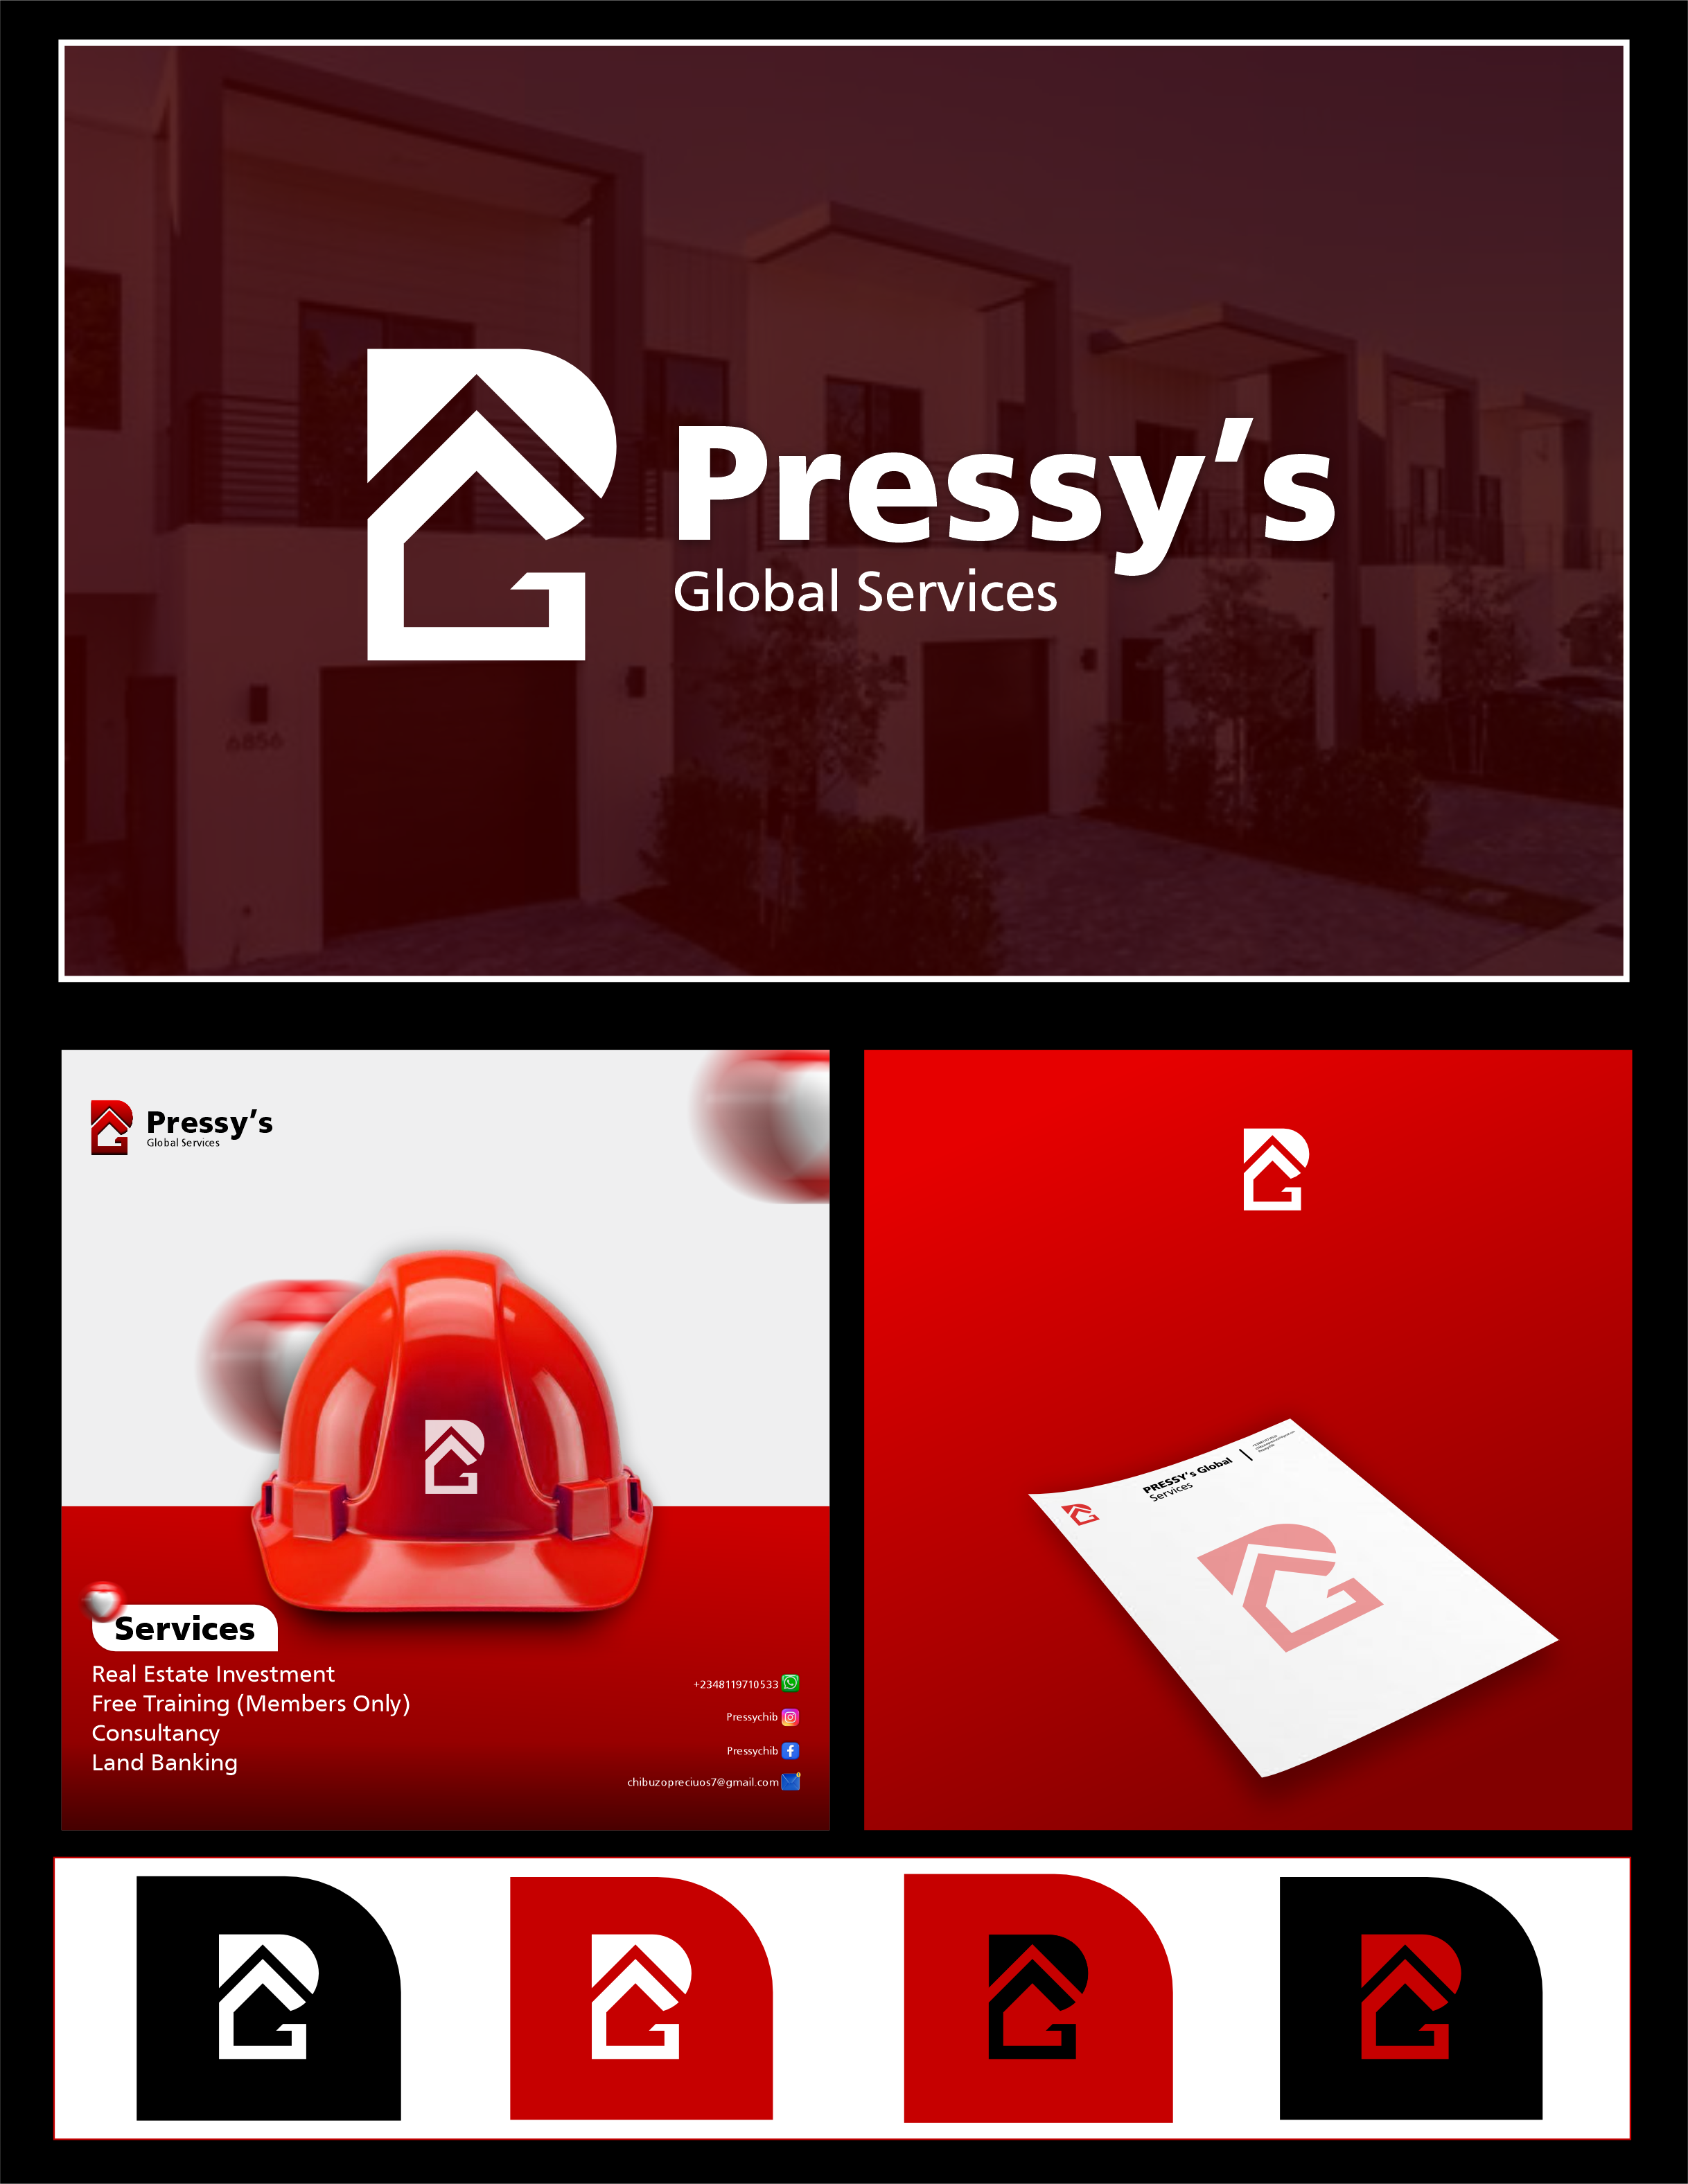 Pressy’s
Global Services
6856
Pressy’s
Global Services
Services
Real Estate Investment
Free Training (Members Only)
Consultancy
Land Banking
+2348119710533
Pressychib
Pressychib
chibuzopreciuos7@gmail.com
PRESSY's Global
Services